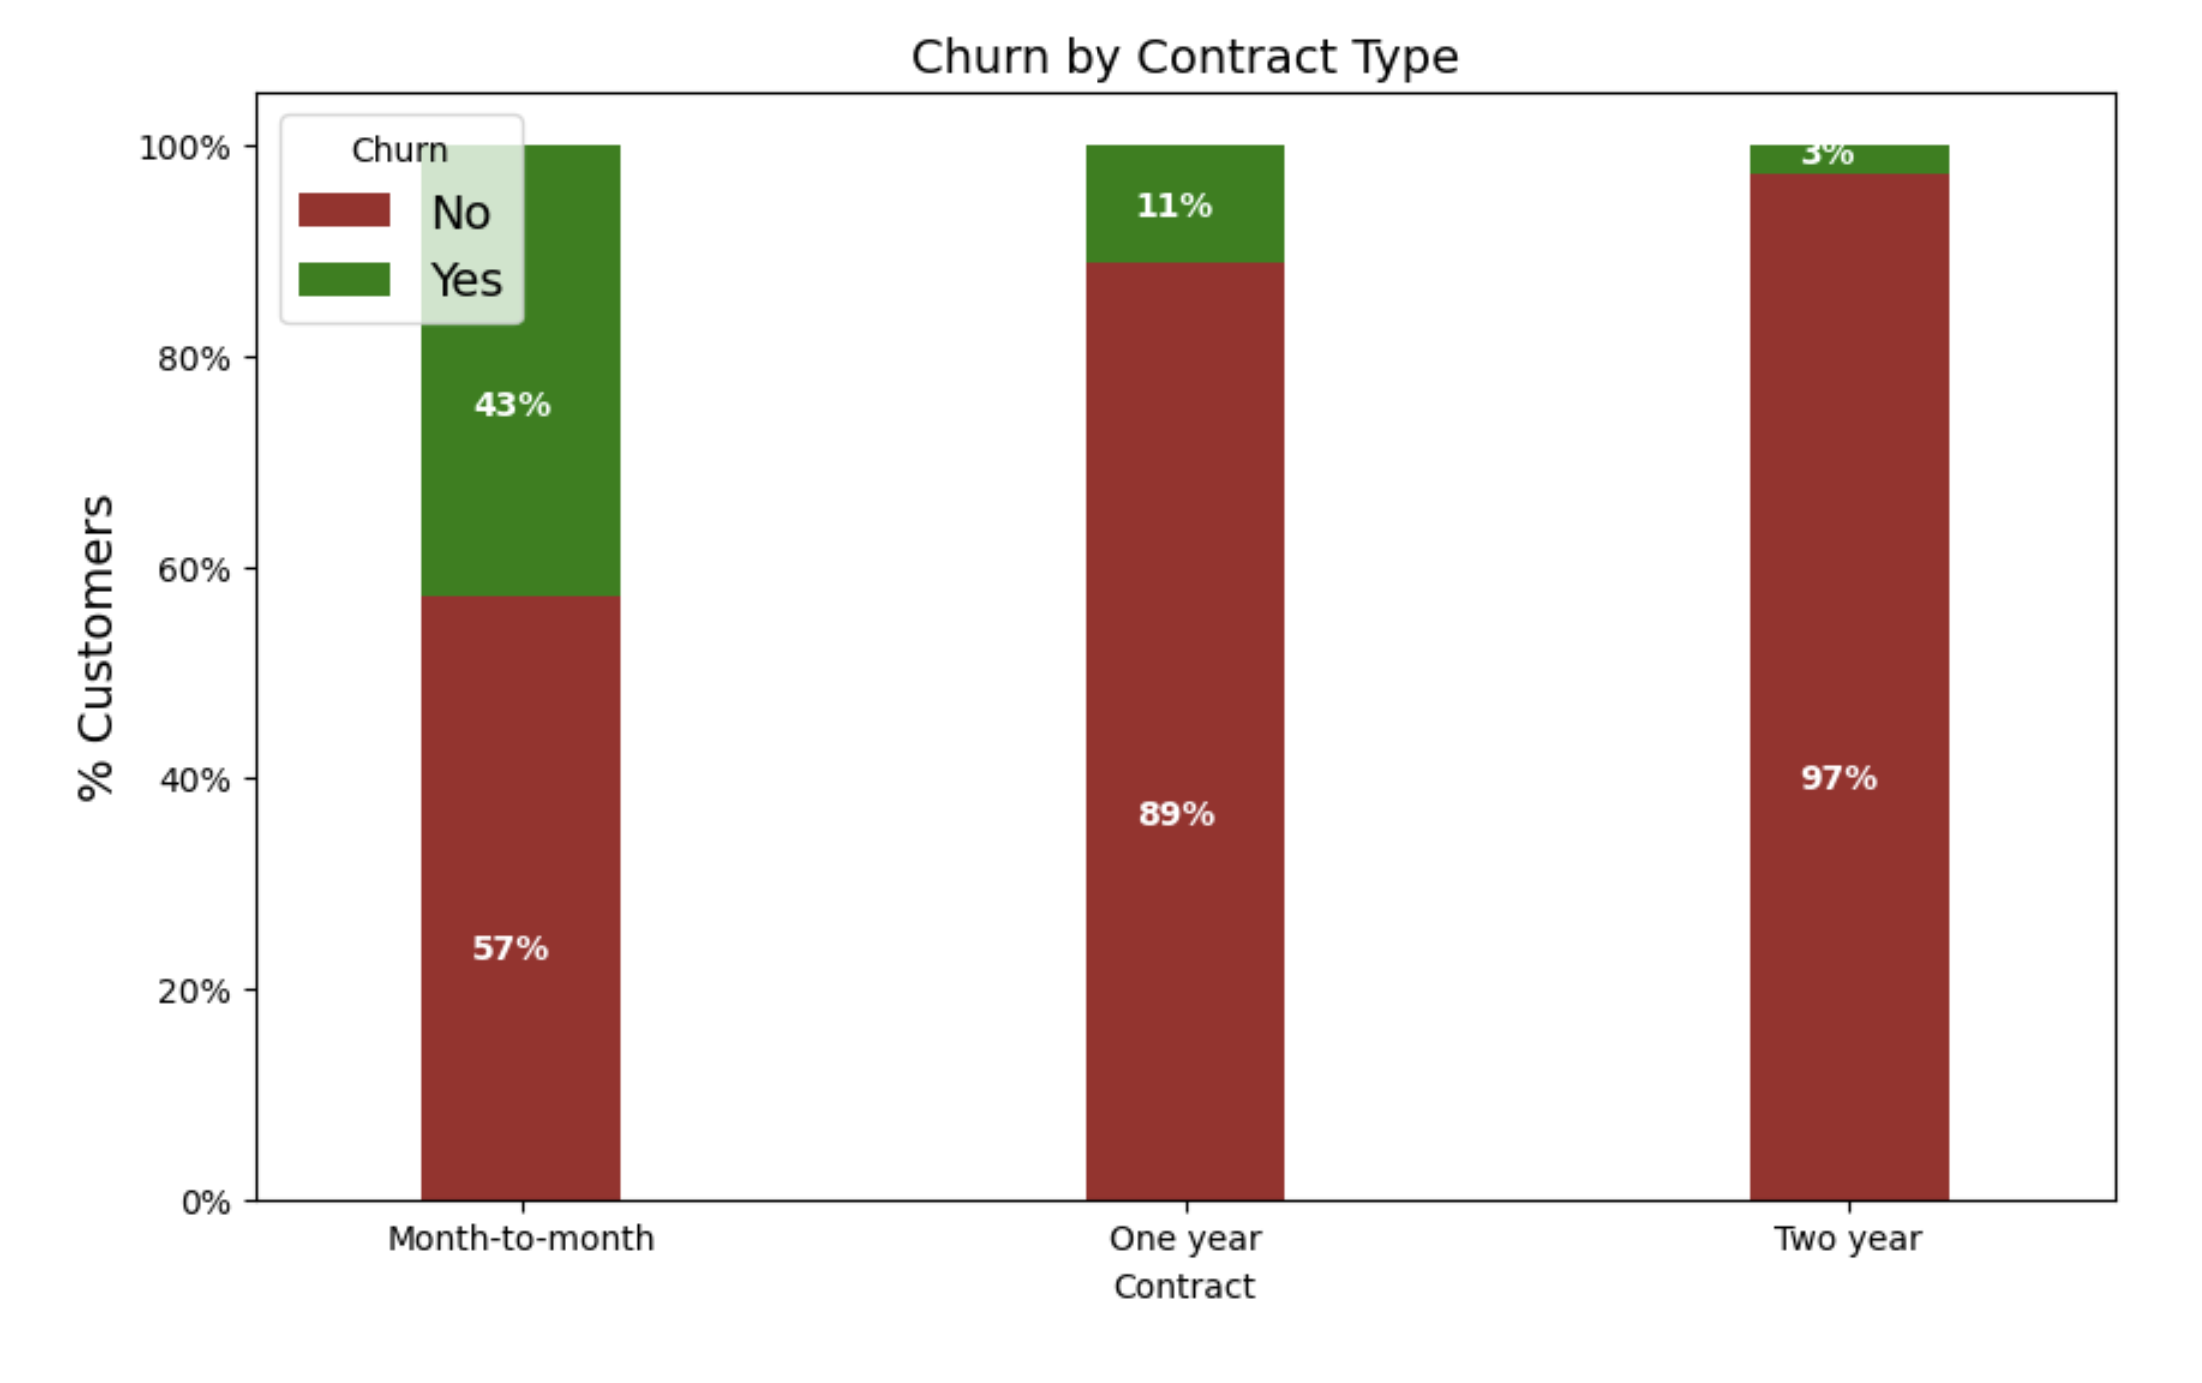 Churn by Contract Type
Churn
No
Yes
% Customers
100%
80%
60%
40%
20%
0%
43%
57%
11%
89%
3%
97%
Month-to-month
One year
Two year
Contract